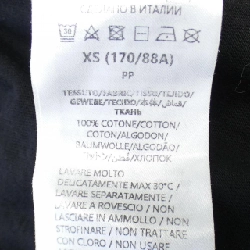 СДЕЛАНО В ИТАЛИИ
30
XS (170/88A)
PP
TESSUTO/FABRIC/TISSU/TEJIDO/
GEWEBE/TECIDO/
ТКАНЬ
100% COTONE/COTTON/
COTON/ALGODON/
BAUMWOLLE/ALGODÃO/
/ХЛОПОК
LAVARE MOLTO
DELICATAMENTE MAX 30°C /
LAVARE SEPARATAMENTE /
LAVARE A ROVESCIO / NON
LASCIARE IN AMMOLLO / NON
STROFINARE / NON TRATTARE
CON CLORO / NON USARE